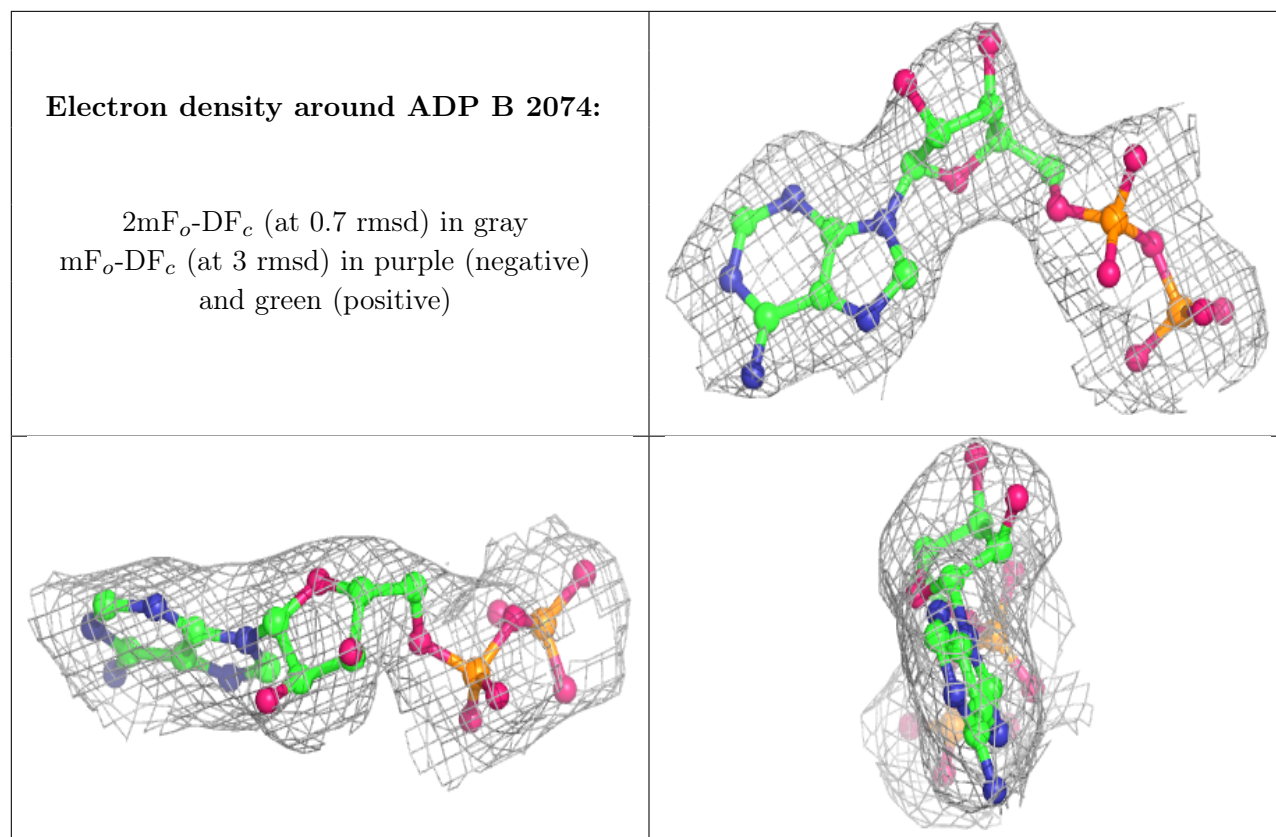 Electron density around ADP B 2074:
2mFo-DFc (at 0.7 rmsd) in gray
mFo-DFc (at 3 rmsd) in purple (negative)
and green (positive)